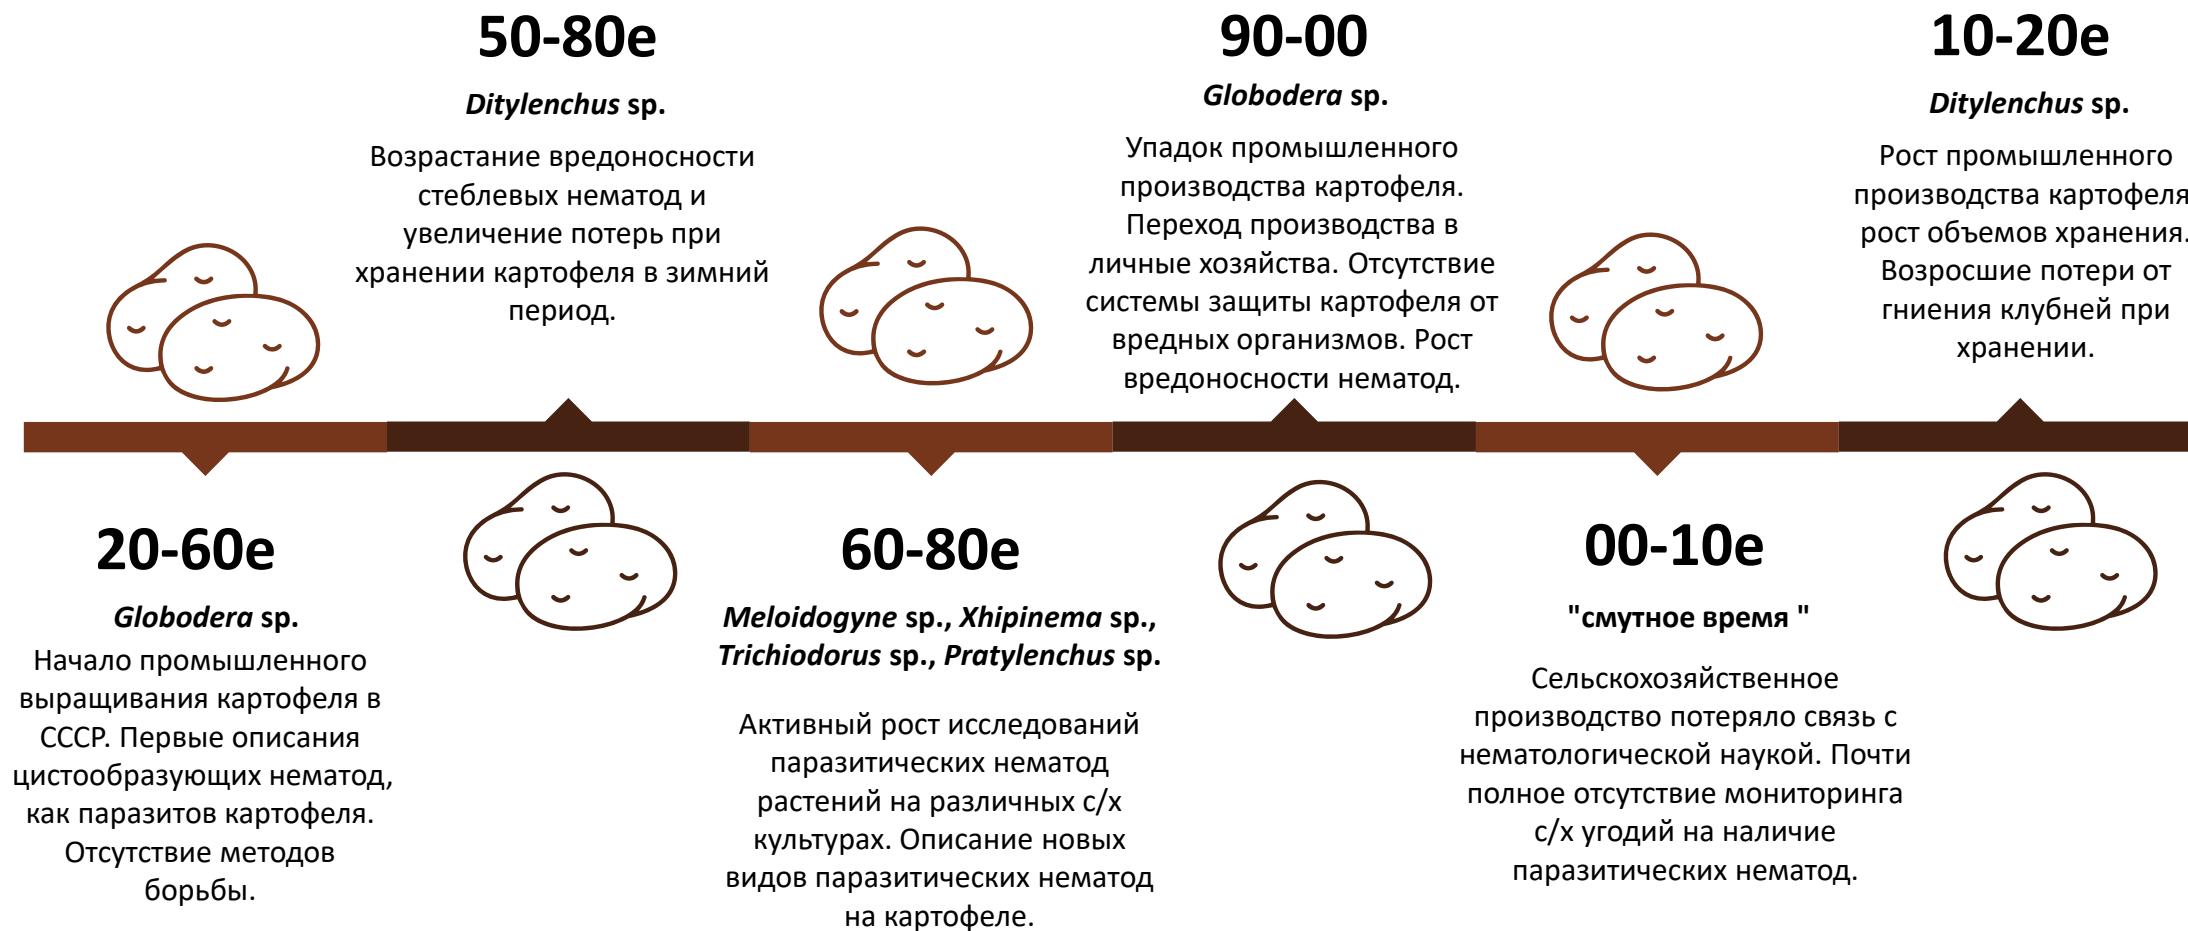 50-80е
Ditylenchus sp.
Возрастание вредоносности
стеблевых нематод и
увеличение потерь при
хранении картофеля в зимний
период.
90-00
Globodera sp.
Упадок промышленного
производства картофеля.
Переход производства в
личные хозяйства. Отсутствие
системы защиты картофеля от
вредных организмов. Рост
вредоносности нематод.
10-20е
Ditylenchus sp.
Рост промышленного
производства картофеля
рост объемов хранения.
Возросшие потери от
гниения клубней при
хранении.
20-60е
Globodera sp.
Начало промышленного
выращивания картофеля в
СССР. Первые описания
цистообразующих нематод,
как паразитов картофеля.
Отсутствие методов
борьбы.
60-80е
Meloidogyne sp., Xhipinema sp.,
Trichiodorus sp., Pratylenchus sp.
Активный рост исследований
паразитических нематод
растений на различных с/х
культурах. Описание новых
видов паразитических нематод
на картофеле.
00-10е
"смутное время "
Сельскохозяйственное
производство потеряло связь с
нематологической наукой. Почти
полное отсутствие мониторинга
с/х угодий на наличие
паразитических нематод.